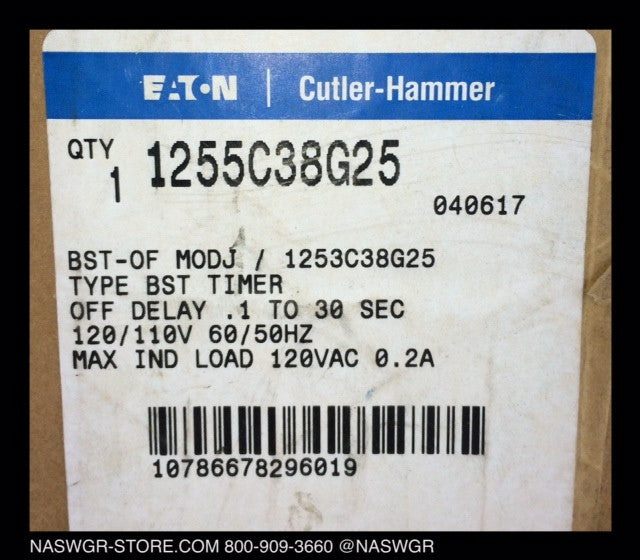 EATON | Cutler-Hammer
QTY 1255C38G25
1
040617
BST-OF MODJ / 1253C38G25
TYPE BST TIMER
OFF DELAY .1 TO 30 SEC
120/110V 60/50HZ
MAX IND LOAD 120VAC 0.2A
10786678296019
NASWGR-STORE.COM 800-909-3660 @NASWGR